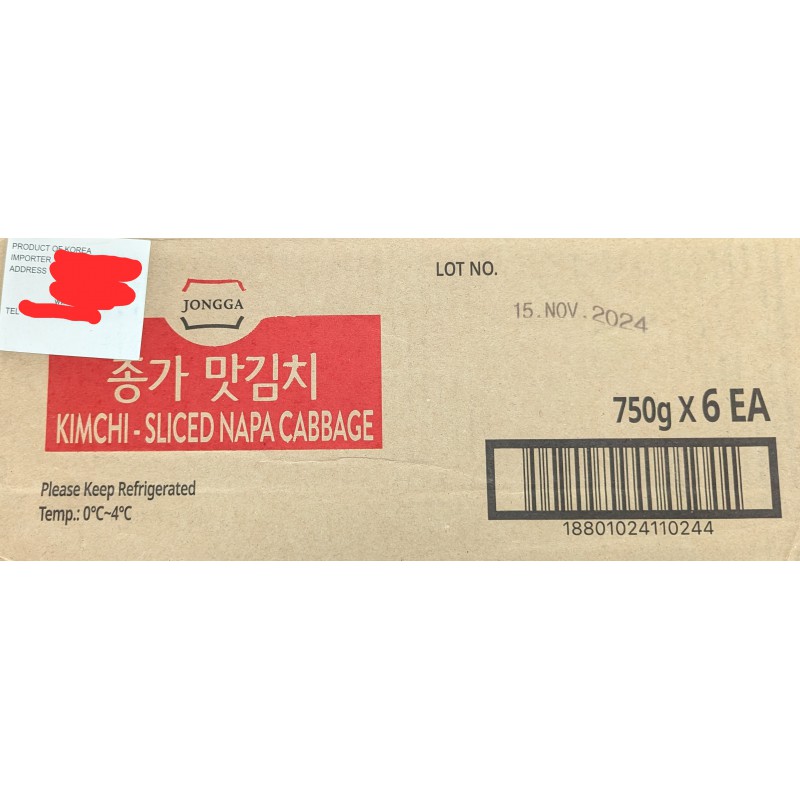 PRODUCT OF KOREA
IMPORTER
ADDRESS
TEL
JONGGA
종가 맛김치
KIMCHI - SLICED NAPA CABBAGE
Please Keep Refrigerated
Temp.: 0℃~4℃
LOT NO.
15. NOV. 2024
750g X 6 EA
18801024110244